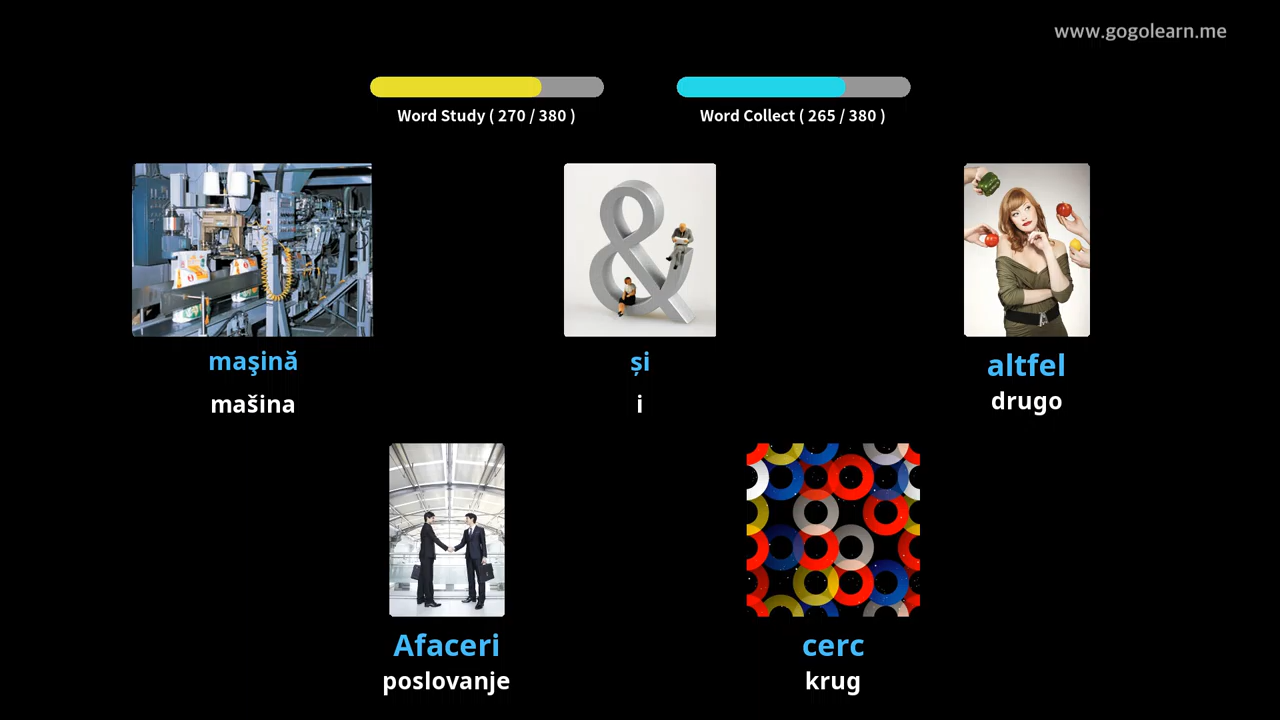 www.gogolearn.me
Word Study ( 270 / 380 )
Word Collect ( 265 / 380 )
maşină
mašina
și
i
altfel
drugo
Afaceri
poslovanje
cerc
krug